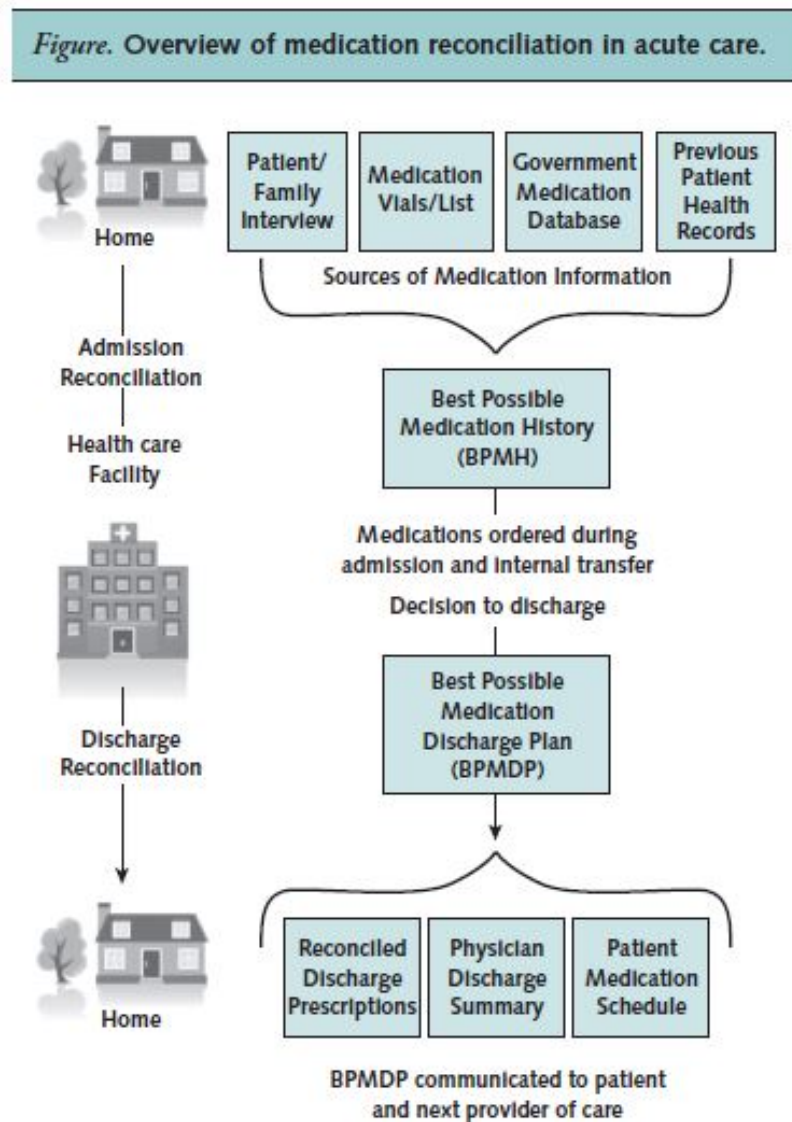 Figure. Overview of medication reconciliation in acute care.
Home
Admission
Reconciliation
Health care
Facility
Discharge
Reconciliation
Home
Patient/
Family
Interview
Medication
Vials/List
Government
Medication
Database
Previous
Patient
Health
Records
Sources of Medication Information
Best Possible
Medication History
(BPMH)
Medications ordered during
admission and internal transfer
Decision to discharge
Best Possible
Medication
Discharge Plan
(BPMDP)
Reconciled
Discharge
Prescriptions
Physician
Discharge
Summary
Patient
Medication
Schedule
BPMDP communicated to patient
and next provider of care